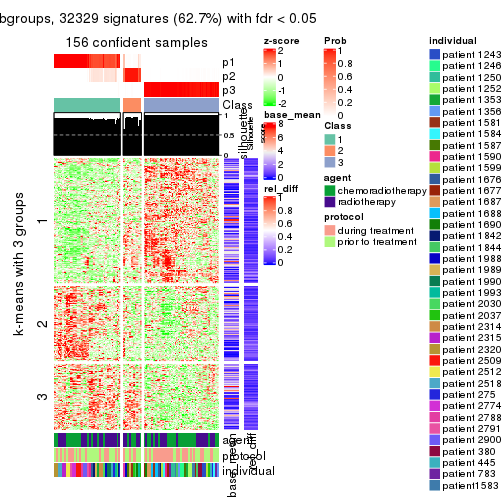 bgroups, 32329 signatures (62.7%) with fdr < 0.05
156 confident samples
p1
p2
p3
Class
silhouette
1
0.5
0
k-means with 3 groups
1
2
3
agent
protocol
individual
base_mean
rel_diff
z-score
2
1
0
-1
-2
base_mean
8
6
4
2
0
rel_diff
1
0.8
0.6
0.4
0.2
0
Prob
1
0.8
0.6
0.4
0.2
0
Class
1
2
3
agent
chemoradiotherapy
radiotherapy
protocol
during treatment
prior to treatment
individual
patient 1243
patient 1246
patient 1250
patient 1252
patient 1353
patient 1356
patient 1581
patient 1584
patient 1587
patient 1590
patient 1599
patient 1676
patient 1677
patient 1687
patient 1688
patient 1690
patient 1842
patient 1844
patient 1988
patient 1989
patient 1990
patient 1993
patient 2030
patient 2037
patient 2314
patient 2315
patient 2320
patient 2509
patient 2512
patient 2518
patient 275
patient 2774
patient 2788
patient 2791
patient 2900
patient 380
patient 445
patient 783
patient1583